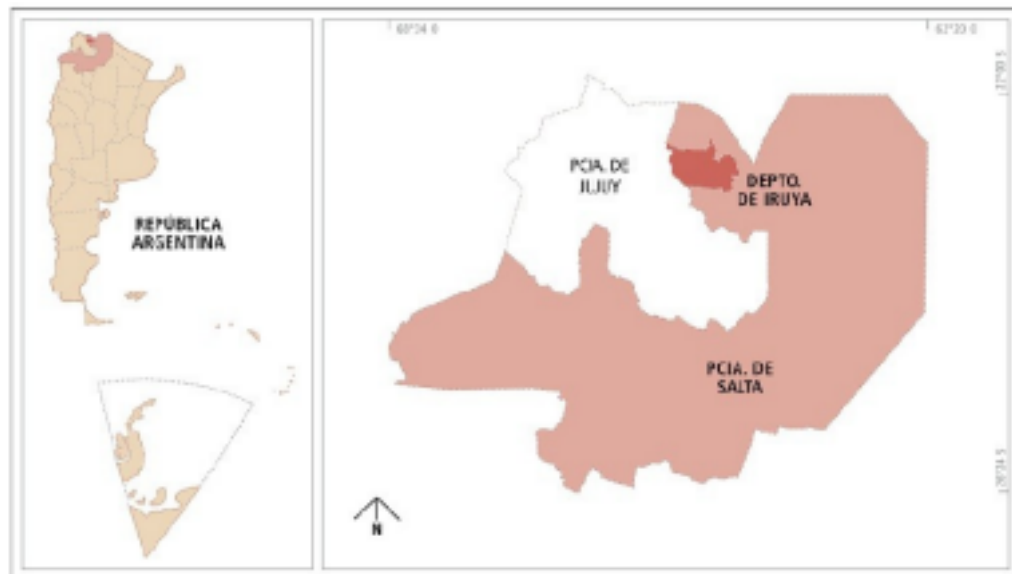 REPÚBLICA
ARGENTINA
PCIA. DE
JUJUY
DEPTO.
DE IRUYA
PCIA. DE
SALTA
N